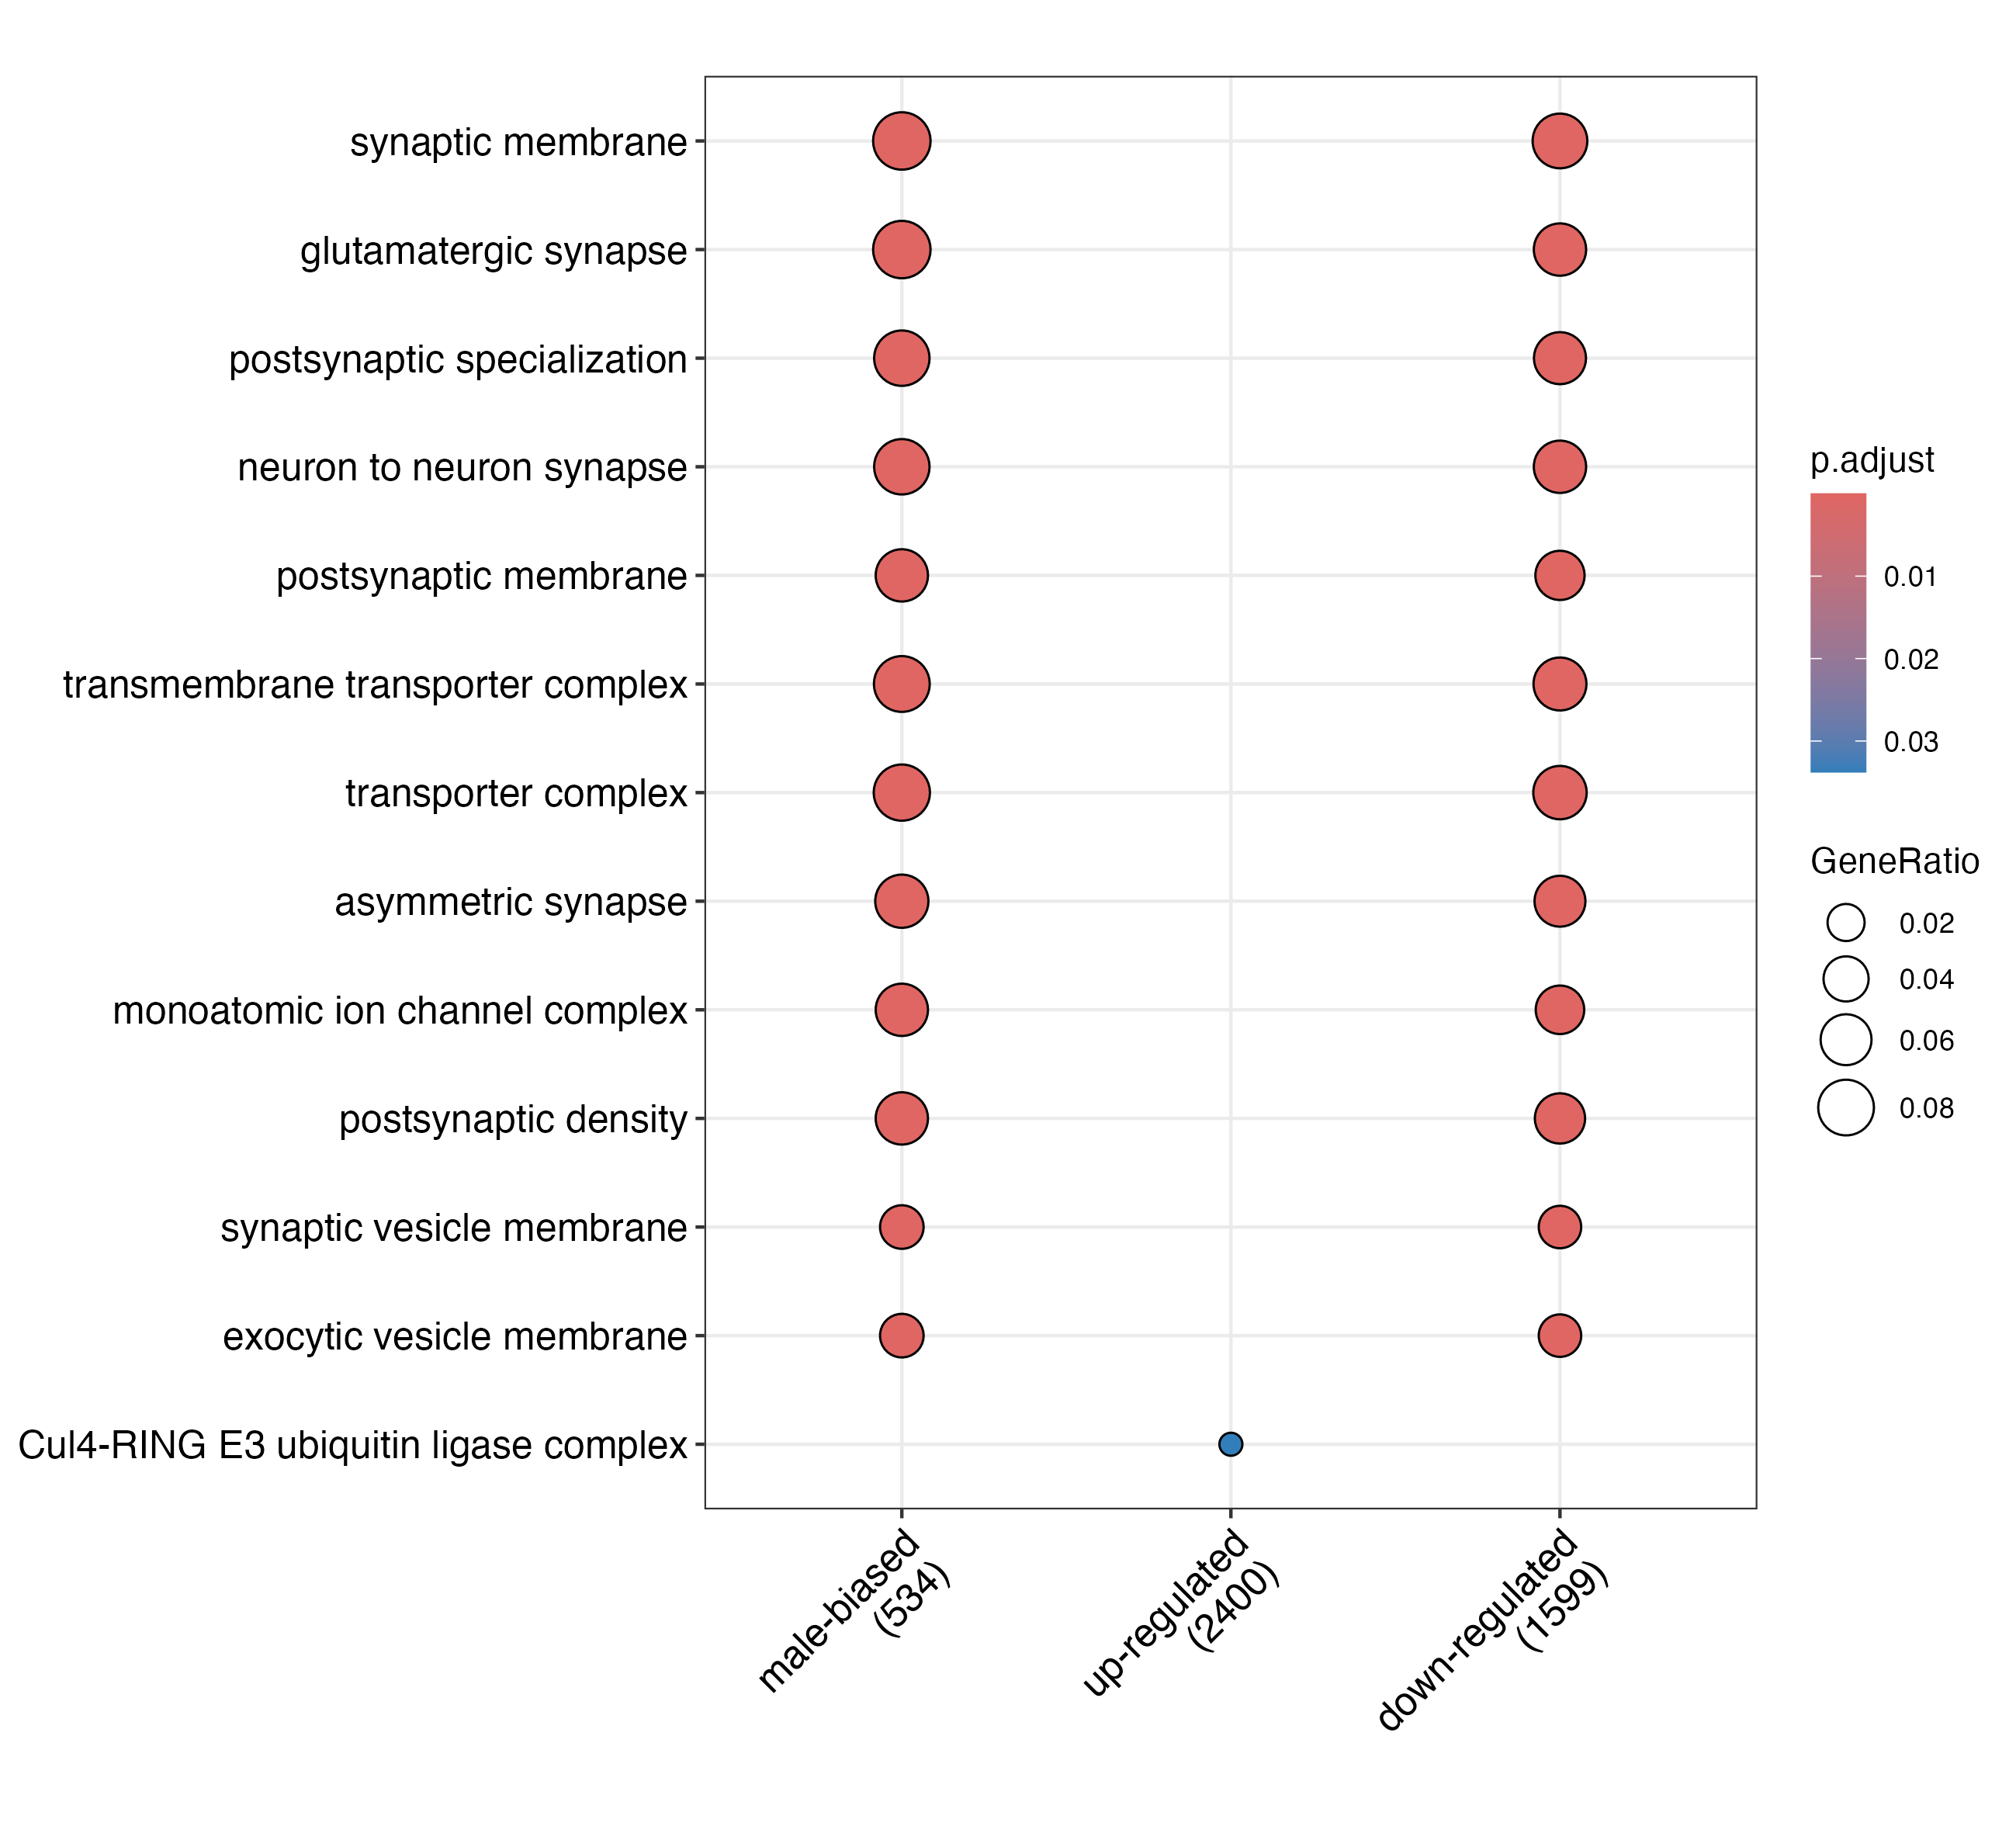 synaptic membrane
glutamatergic synapse
postsynaptic specialization
neuron to neuron synapse
postsynaptic membrane
transmembrane transporter complex
transporter complex
asymmetric synapse
monoatomic ion channel complex
postsynaptic density
synaptic vesicle membrane
exocytic vesicle membrane
Cul4-RING E3 ubiquitin ligase complex
male-biased
(534)
up-regulated
(2400)
down-regulated
(1599)
p.adjust
0.01
0.02
0.03
GeneRatio
0.02
0.04
0.06
0.08